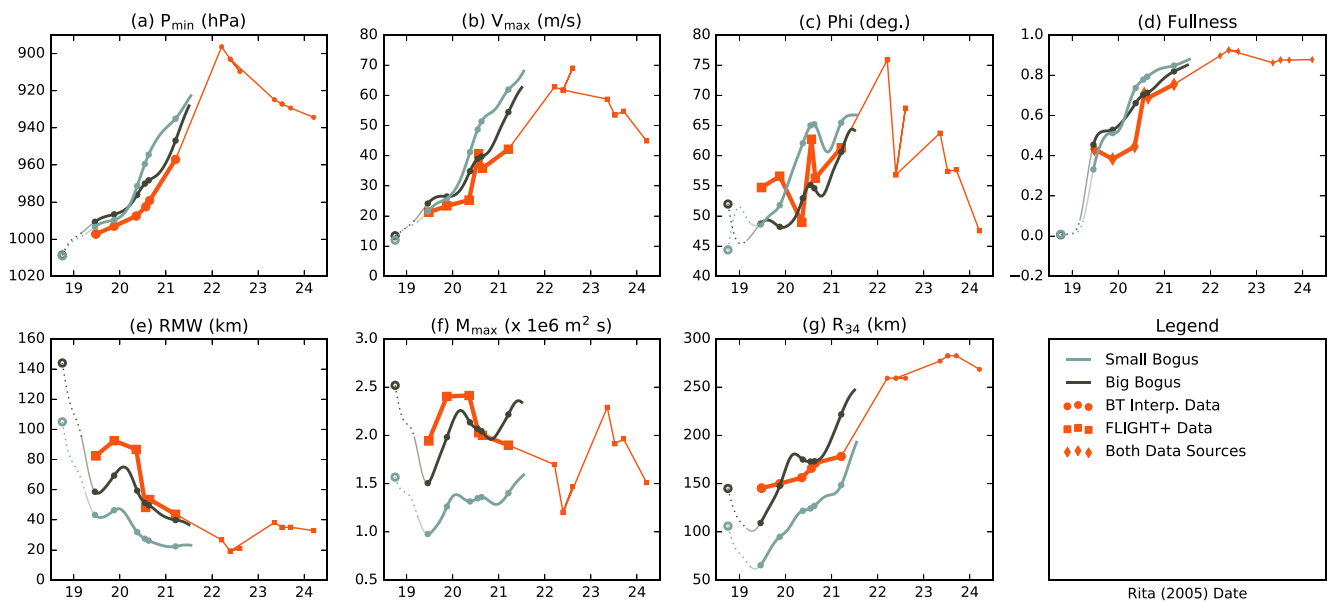 (a) Pmin (hPa)
(b) Vmax (m/s)
(c) Phi (deg.)
(d) Fullness
900
920
940
960
980
1000
1020
19 20 21 22 23 24
80
70
60
50
40
30
20
10
0
19 20 21 22 23 24
80
75
70
65
60
55
50
45
40
19 20 21 22 23 24
1.0
0.8
0.6
0.4
0.2
0.0
−0.2
19 20 21 22 23 24
(e) RMW (km)
(f) Mmax (x 1e6 m² s)
(g) R34 (km)
Legend
160
140
120
100
80
60
40
20
0
19 20 21 22 23 24
3.0
2.5
2.0
1.5
1.0
0.5
19 20 21 22 23 24
300
250
200
150
100
50
19 20 21 22 23 24
Small Bogus
Big Bogus
BT Interp. Data
FLIGHT+ Data
Both Data Sources
Rita (2005) Date